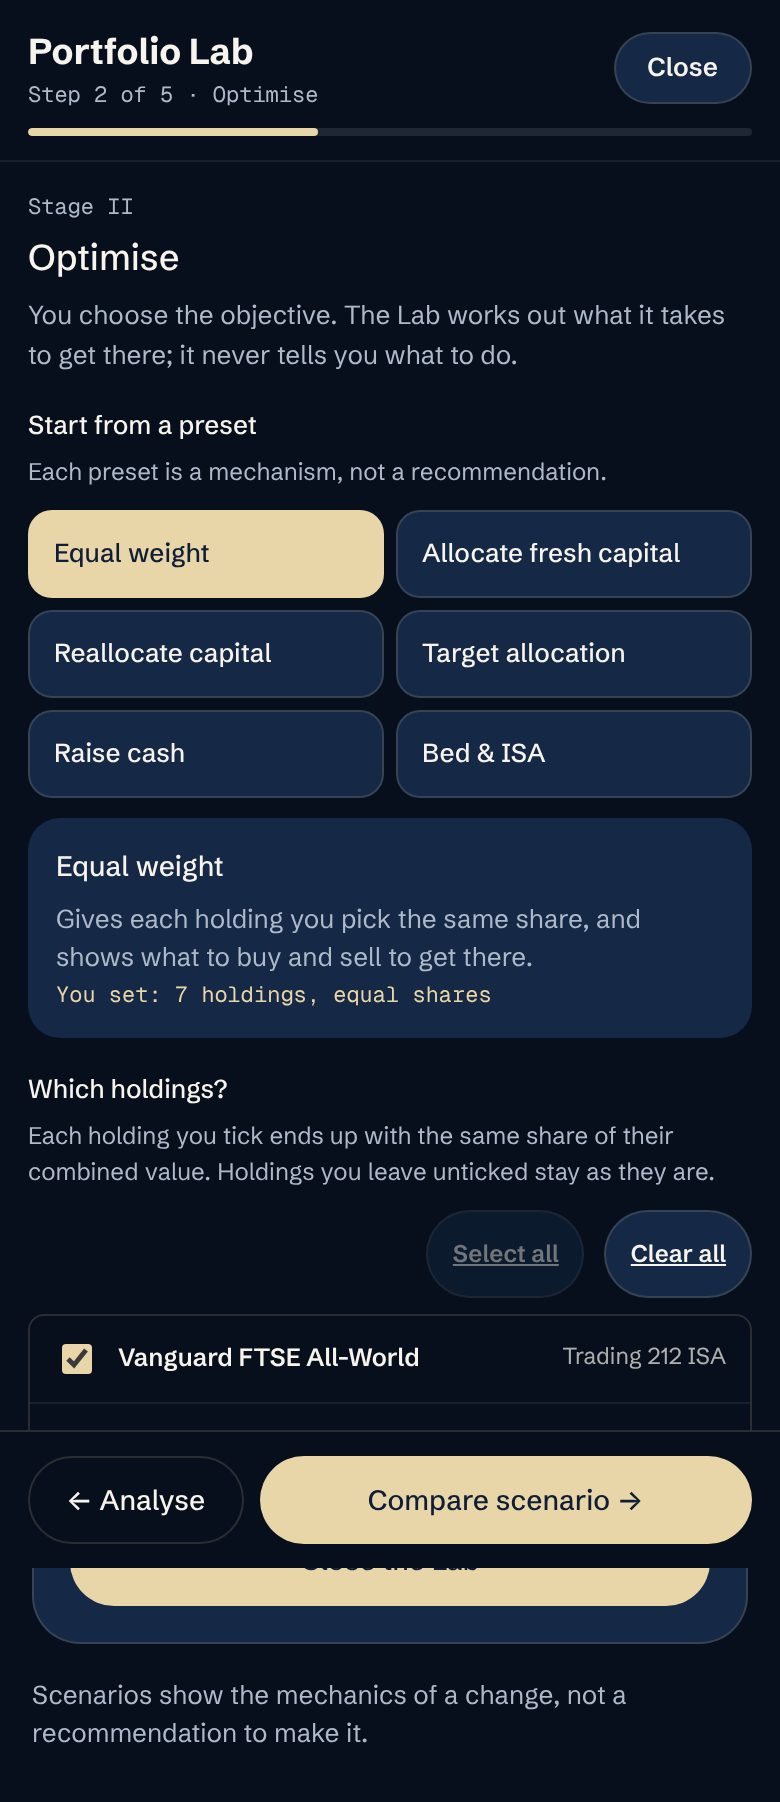 Portfolio Lab
Close
Step 2 of 5 · Optimise
Stage II
Optimise
You choose the objective. The Lab works out what it takes
to get there; it never tells you what to do.
Start from a preset
Each preset is a mechanism, not a recommendation.
Equal weight
Allocate fresh capital
Reallocate capital
Target allocation
Raise cash
Bed & ISA
Equal weight
Gives each holding you pick the same share, and
shows what to buy and sell to get there.
You set: 7 holdings, equal shares
Which holdings?
Each holding you tick ends up with the same share of their
combined value. Holdings you leave unticked stay as they are.
Select all
Clear all
Vanguard FTSE All-World
Trading 212 ISA
← Analyse
Compare scenario →
Scenarios show the mechanics of a change, not a
recommendation to make it.